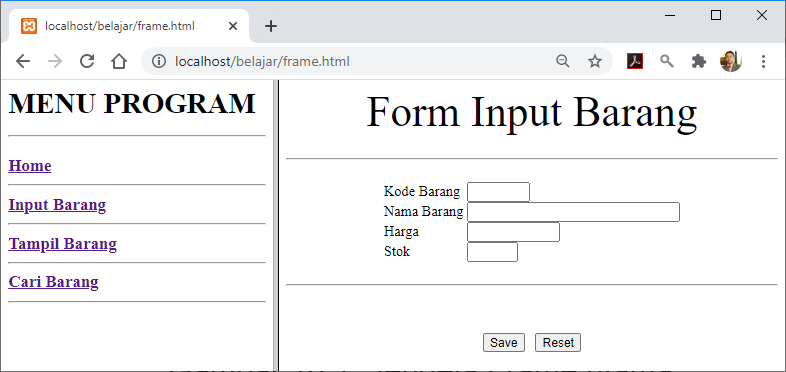 localhost/belajar/frame.html
localhost/belajar/frame.html
MENU PROGRAM
Home
Input Barang
Tampil Barang
Cari Barang
Form Input Barang
Kode Barang
Nama Barang
Harga
Stok
Save Reset